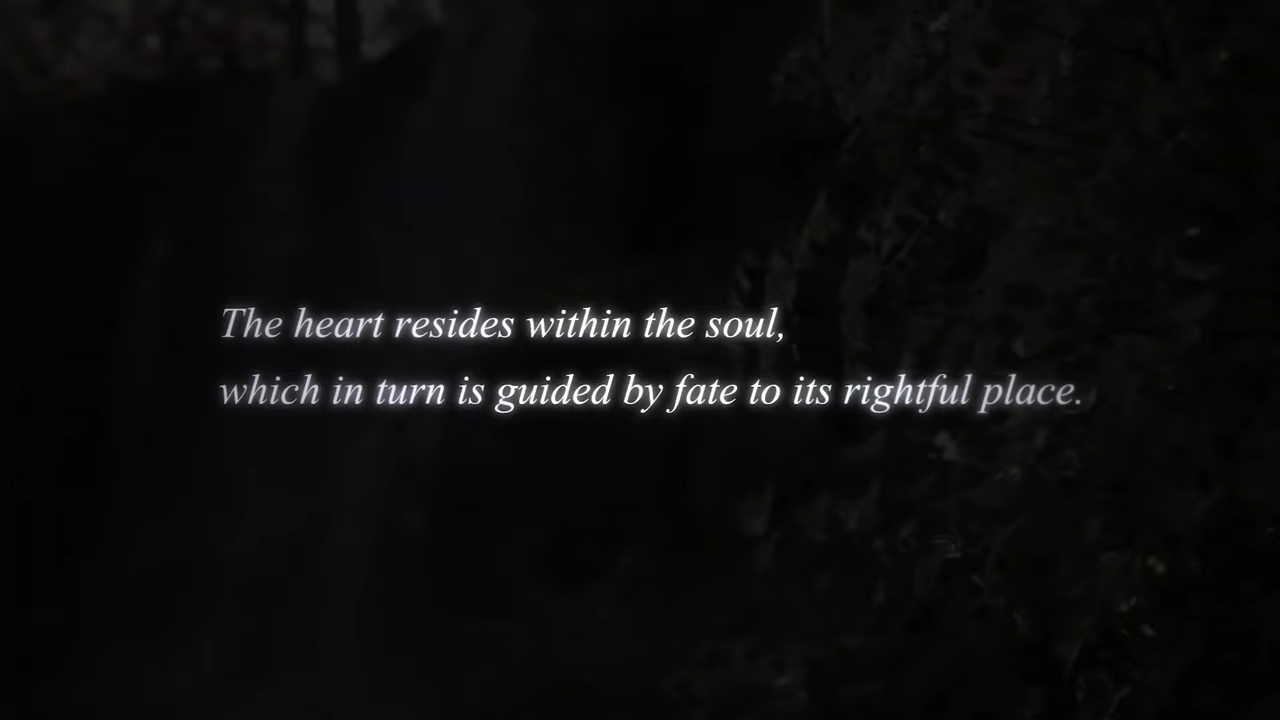 The heart resides within the soul,
which in turn is guided by fate to its rightful place.